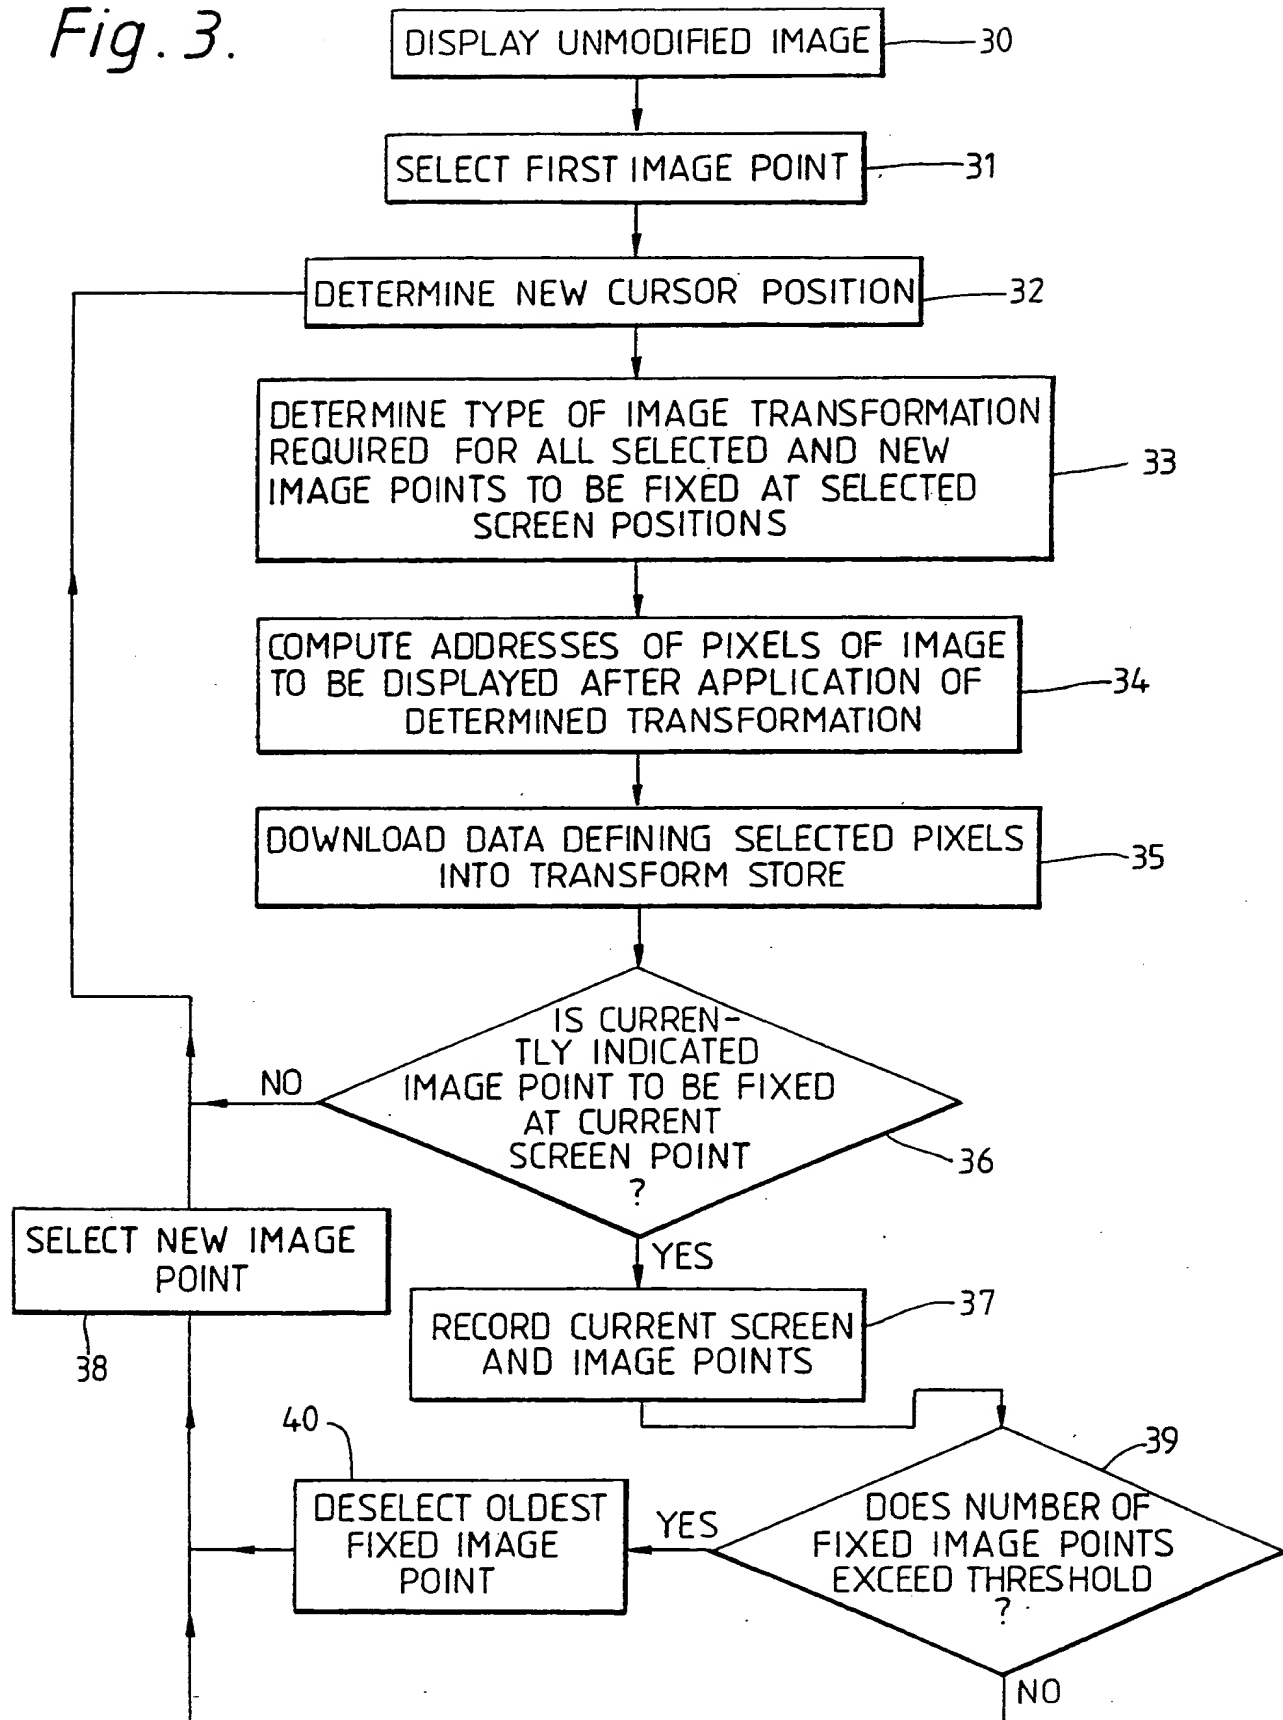 Fig. 3.
DISPLAY UNMODIFIED IMAGE
30
SELECT FIRST IMAGE POINT
31
DETERMINE NEW CURSOR POSITION
32
DETERMINE TYPE OF IMAGE TRANSFORMATION
REQUIRED FOR ALL SELECTED AND NEW
IMAGE POINTS TO BE FIXED AT SELECTED
SCREEN POSITIONS
33
COMPUTE ADDRESSES OF PIXELS OF IMAGE
TO BE DISPLAYED AFTER APPLICATION OF
DETERMINED TRANSFORMATION
34
DOWNLOAD DATA DEFINING SELECTED PIXELS
INTO TRANSFORM STORE
35
IS CURREN-
TLY INDICATED
IMAGE POINT TO BE FIXED
AT CURRENT
SCREEN POINT
?
NO
36
YES
SELECT NEW IMAGE
POINT
38
RECORD CURRENT SCREEN
AND IMAGE POINTS
37
40
DESELECT OLDEST
FIXED IMAGE
POINT
YES
DOES NUMBER OF
FIXED IMAGE POINTS
EXCEED THRESHOLD
?
39
NO